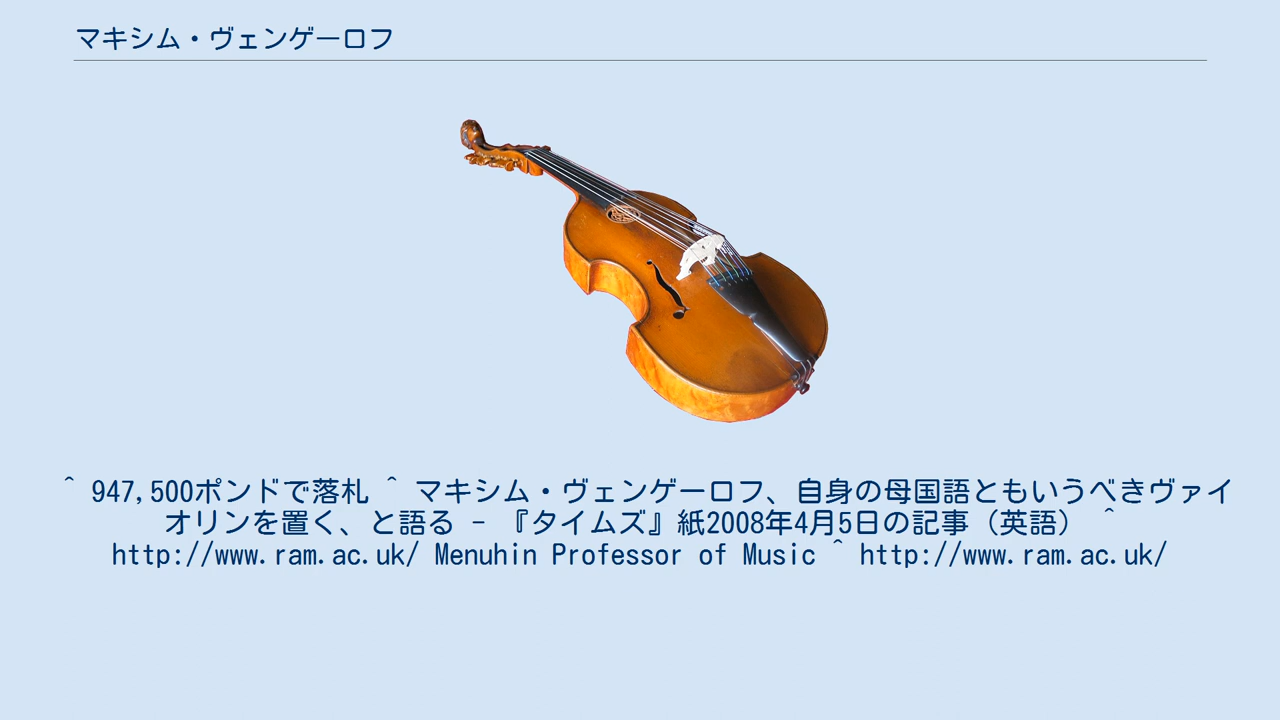 マキシム・ヴェンゲーロフ
^ 947,500ポンドで落札 ^ マキシム・ヴェンゲーロフ、自身の母国語ともいうべきヴァイ
オリンを置く、と語る - 『タイムズ』紙2008年4月5日の記事（英語） ^
http://www.ram.ac.uk/ Menuhin Professor of Music ^ http://www.ram.ac.uk/